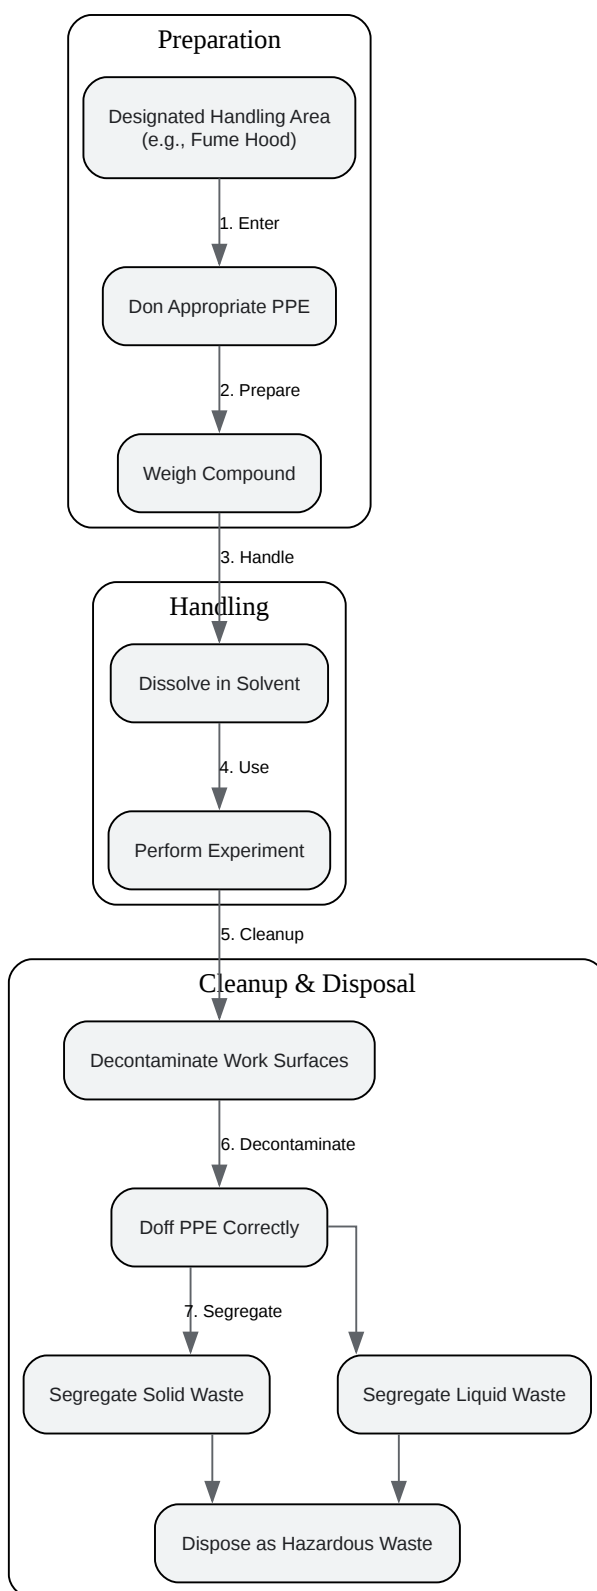 Preparation
Designated Handling Area
(e.g., Fume Hood)
1. Enter
Don Appropriate PPE
2. Prepare
Weigh Compound
3. Handle
Handling
Dissolve in Solvent
4. Use
Perform Experiment
5. Cleanup
Cleanup & Disposal
Decontaminate Work Surfaces
6. Decontaminate
Doff PPE Correctly
7. Segregate
Segregate Solid Waste
Segregate Liquid Waste
Dispose as Hazardous Waste